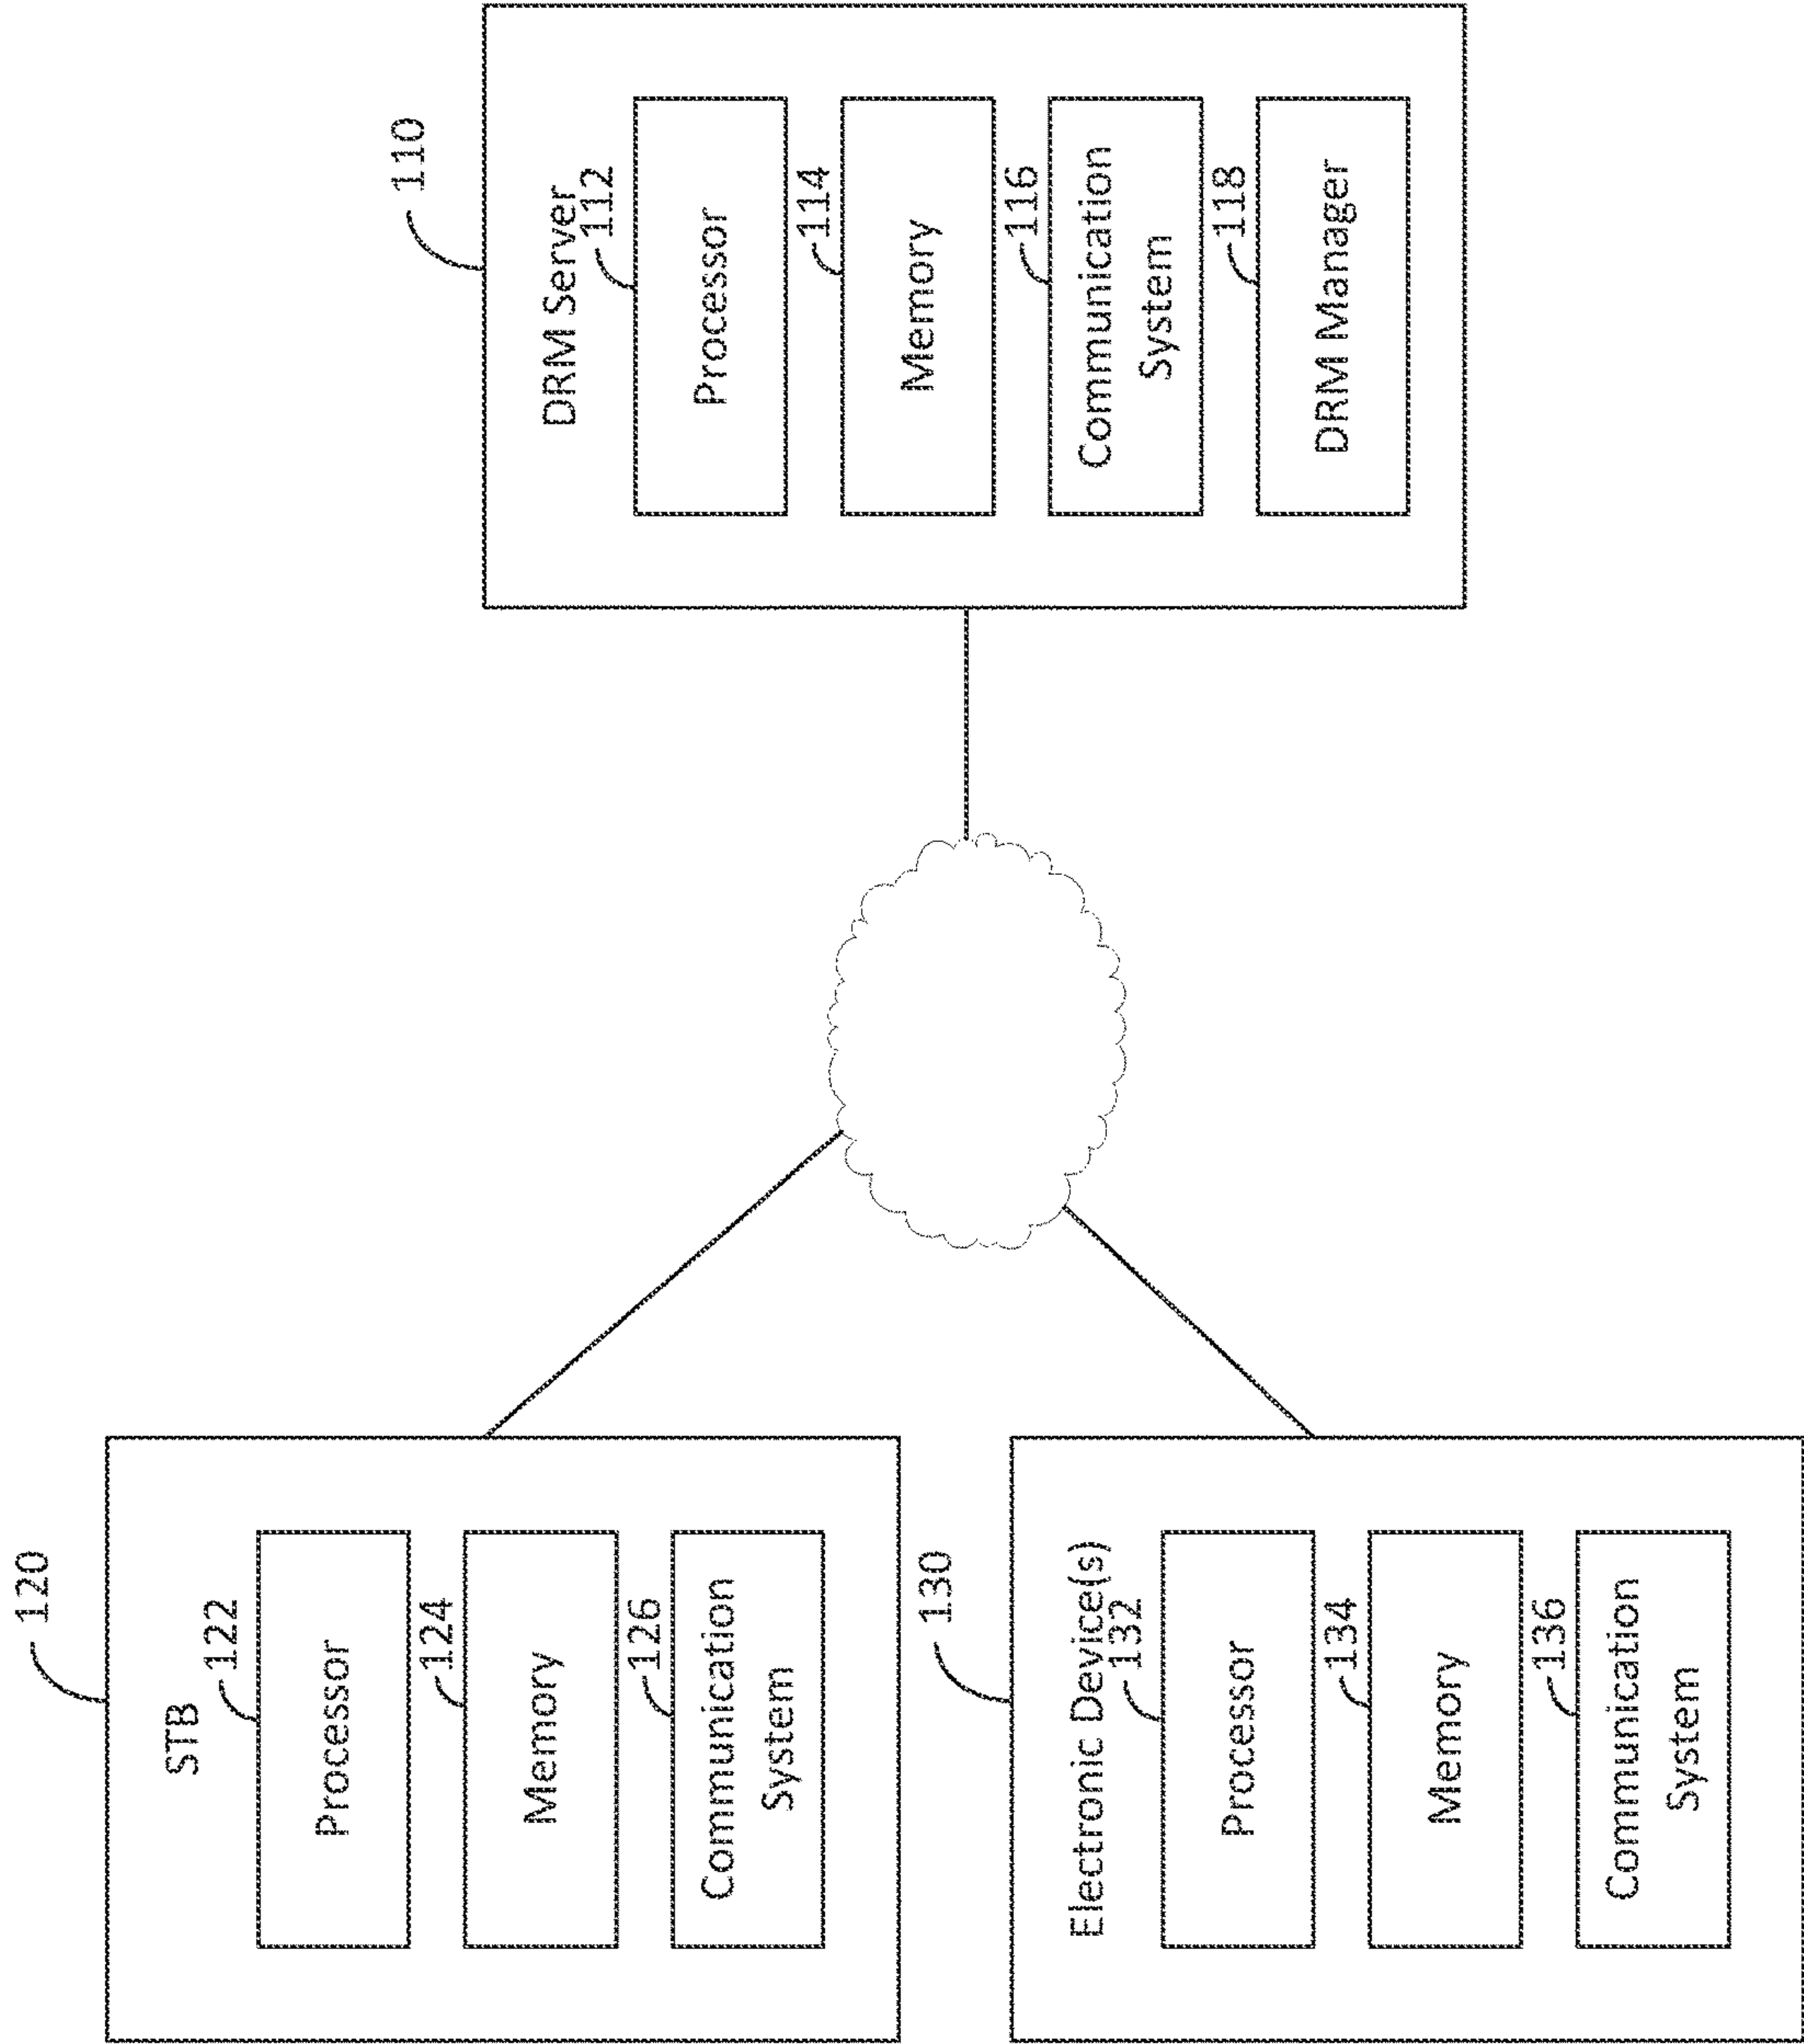 120
STB
122
Processor
124
Memory
126
Communication
System
130
Electronic Device(s)
132
Processor
134
Memory
136
Communication
System
110
DRM Server
112
Processor
114
Memory
116
Communication
System
118
DRM Manager